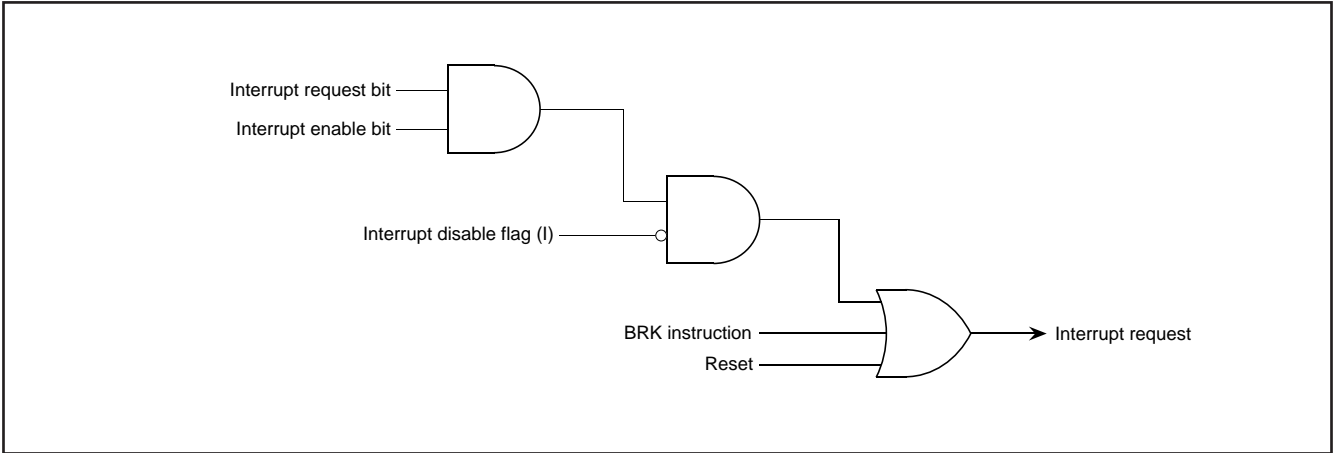 Interrupt request bit
Interrupt enable bit
Interrupt disable flag (I)
BRK instruction
Interrupt request
Reset